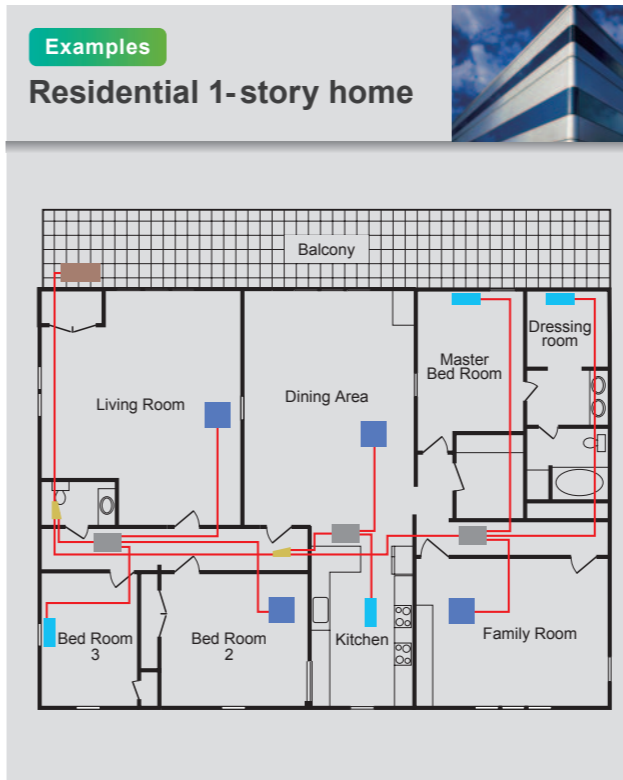 Examples
Residential 1-story home
Balcony
Dressing
room
Master
Bed Room
Living Room
Dining Area
Bed Room
3
Bed Room
2
Kitchen
Family Room